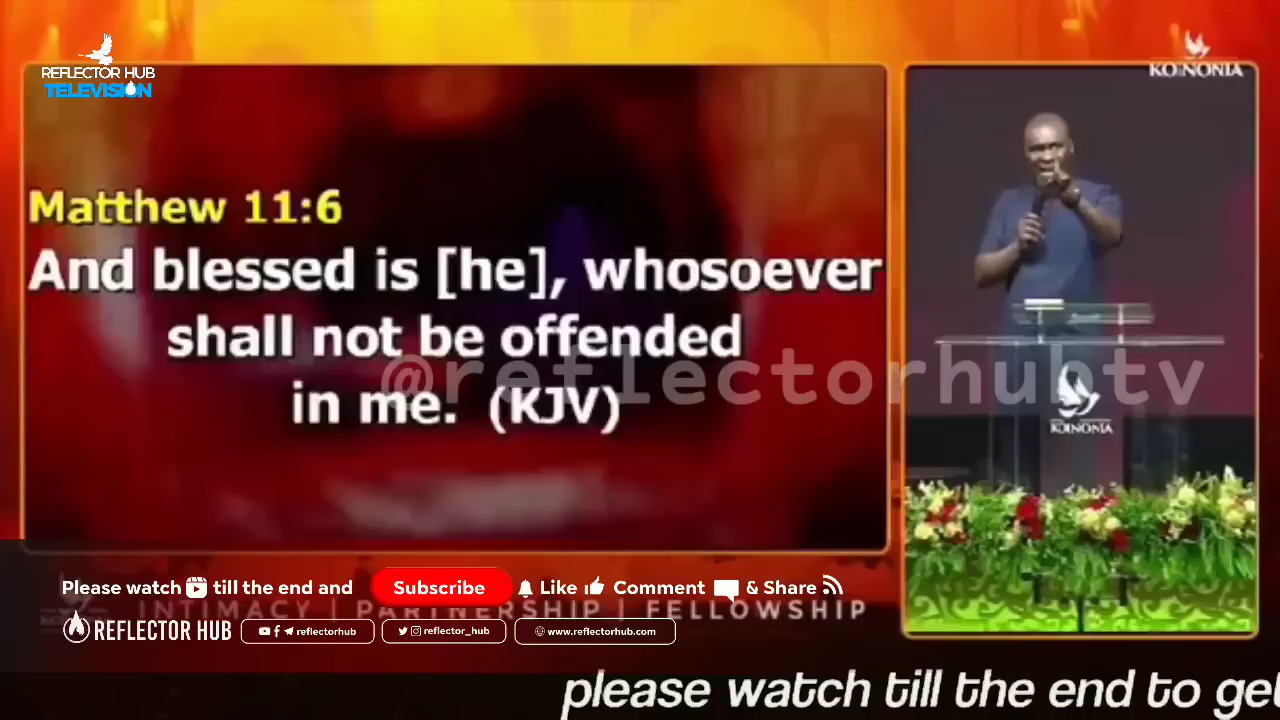 REFLECTOR HUB
TELEVISION
KOINONIA
Matthew 11:6
And blessed is [he], whosoever
shall not be offended
in me. (KJV)
@reflectorhubtv
KOINONIA
Please watch till the end and Subscribe Like Comment & Share
INTIMACY | PARTNERSHIP | FELLOWSHIP
REFLECTOR HUB reflectorhub reflector_hub www.reflectorhub.com
please watch till the end to get